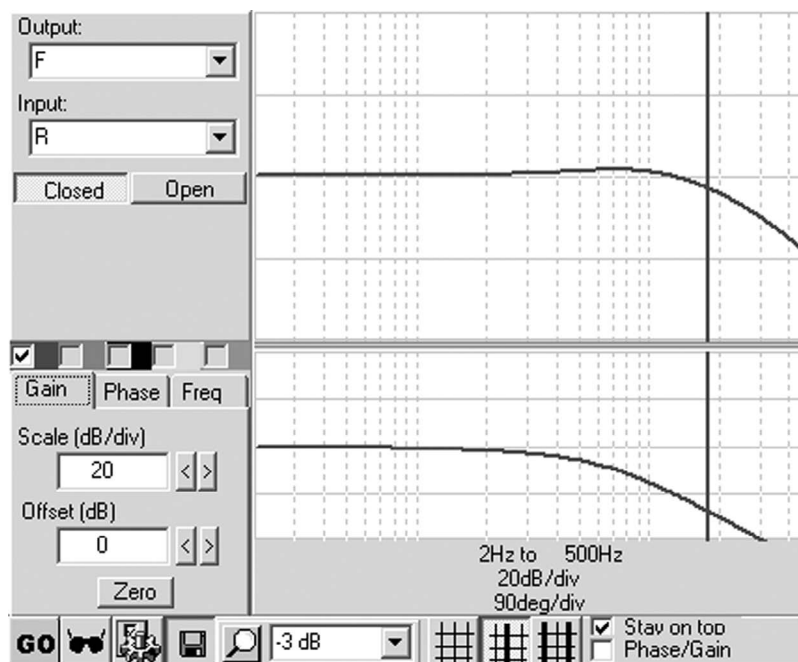 Output:
F
Input:
R
Closed Open
Gain Phase Freq
Scale (dB/div)
20 < >
Offset (dB)
0 < >
Zero
2Hz to 500Hz
20dB/div
90deg/div
GO -3 dB
Stay on top
Phase/Gain